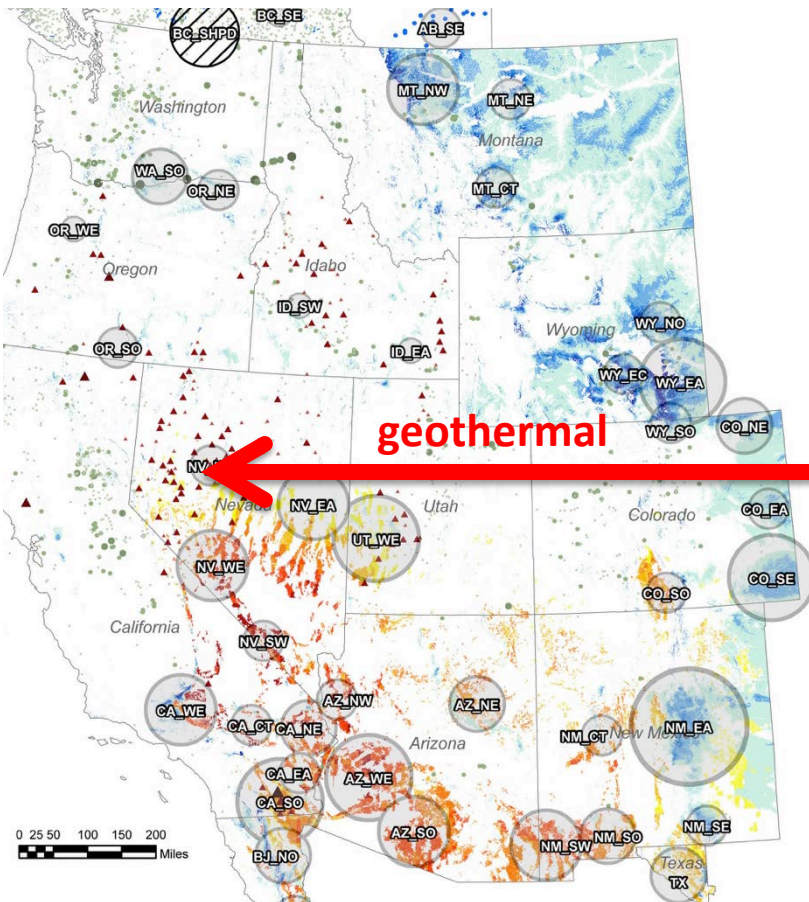 BC_SE
BC_SHPD
AB_SE
MT_NW
MT_NE
Washington
Montana
WA_SO
MT_CT
OR_NE
OR_WE
Oregon
Idaho
ID_SW
WY_NO
Wyoming
OR_SO
ID_EA
WY_EC
WY_EA
WY_SO
CO_NE
geothermal
Nevada
NV_EA
Utah
CO_EA
Colorado
UT_WE
NV_WE
CO_SE
CO_SO
California
NV_SW
AZ_NW
AZ_NE
CA_WE
CA_CT
CA_NE
NM_CT
New Mexico
NM_EA
Arizona
CA_EA
AZ_WE
CA_SO
AZ_SO
NM_SE
NM_SO
NM_SW
0 25 50 100 150 200
Miles
BJ_NO
Texas
TX